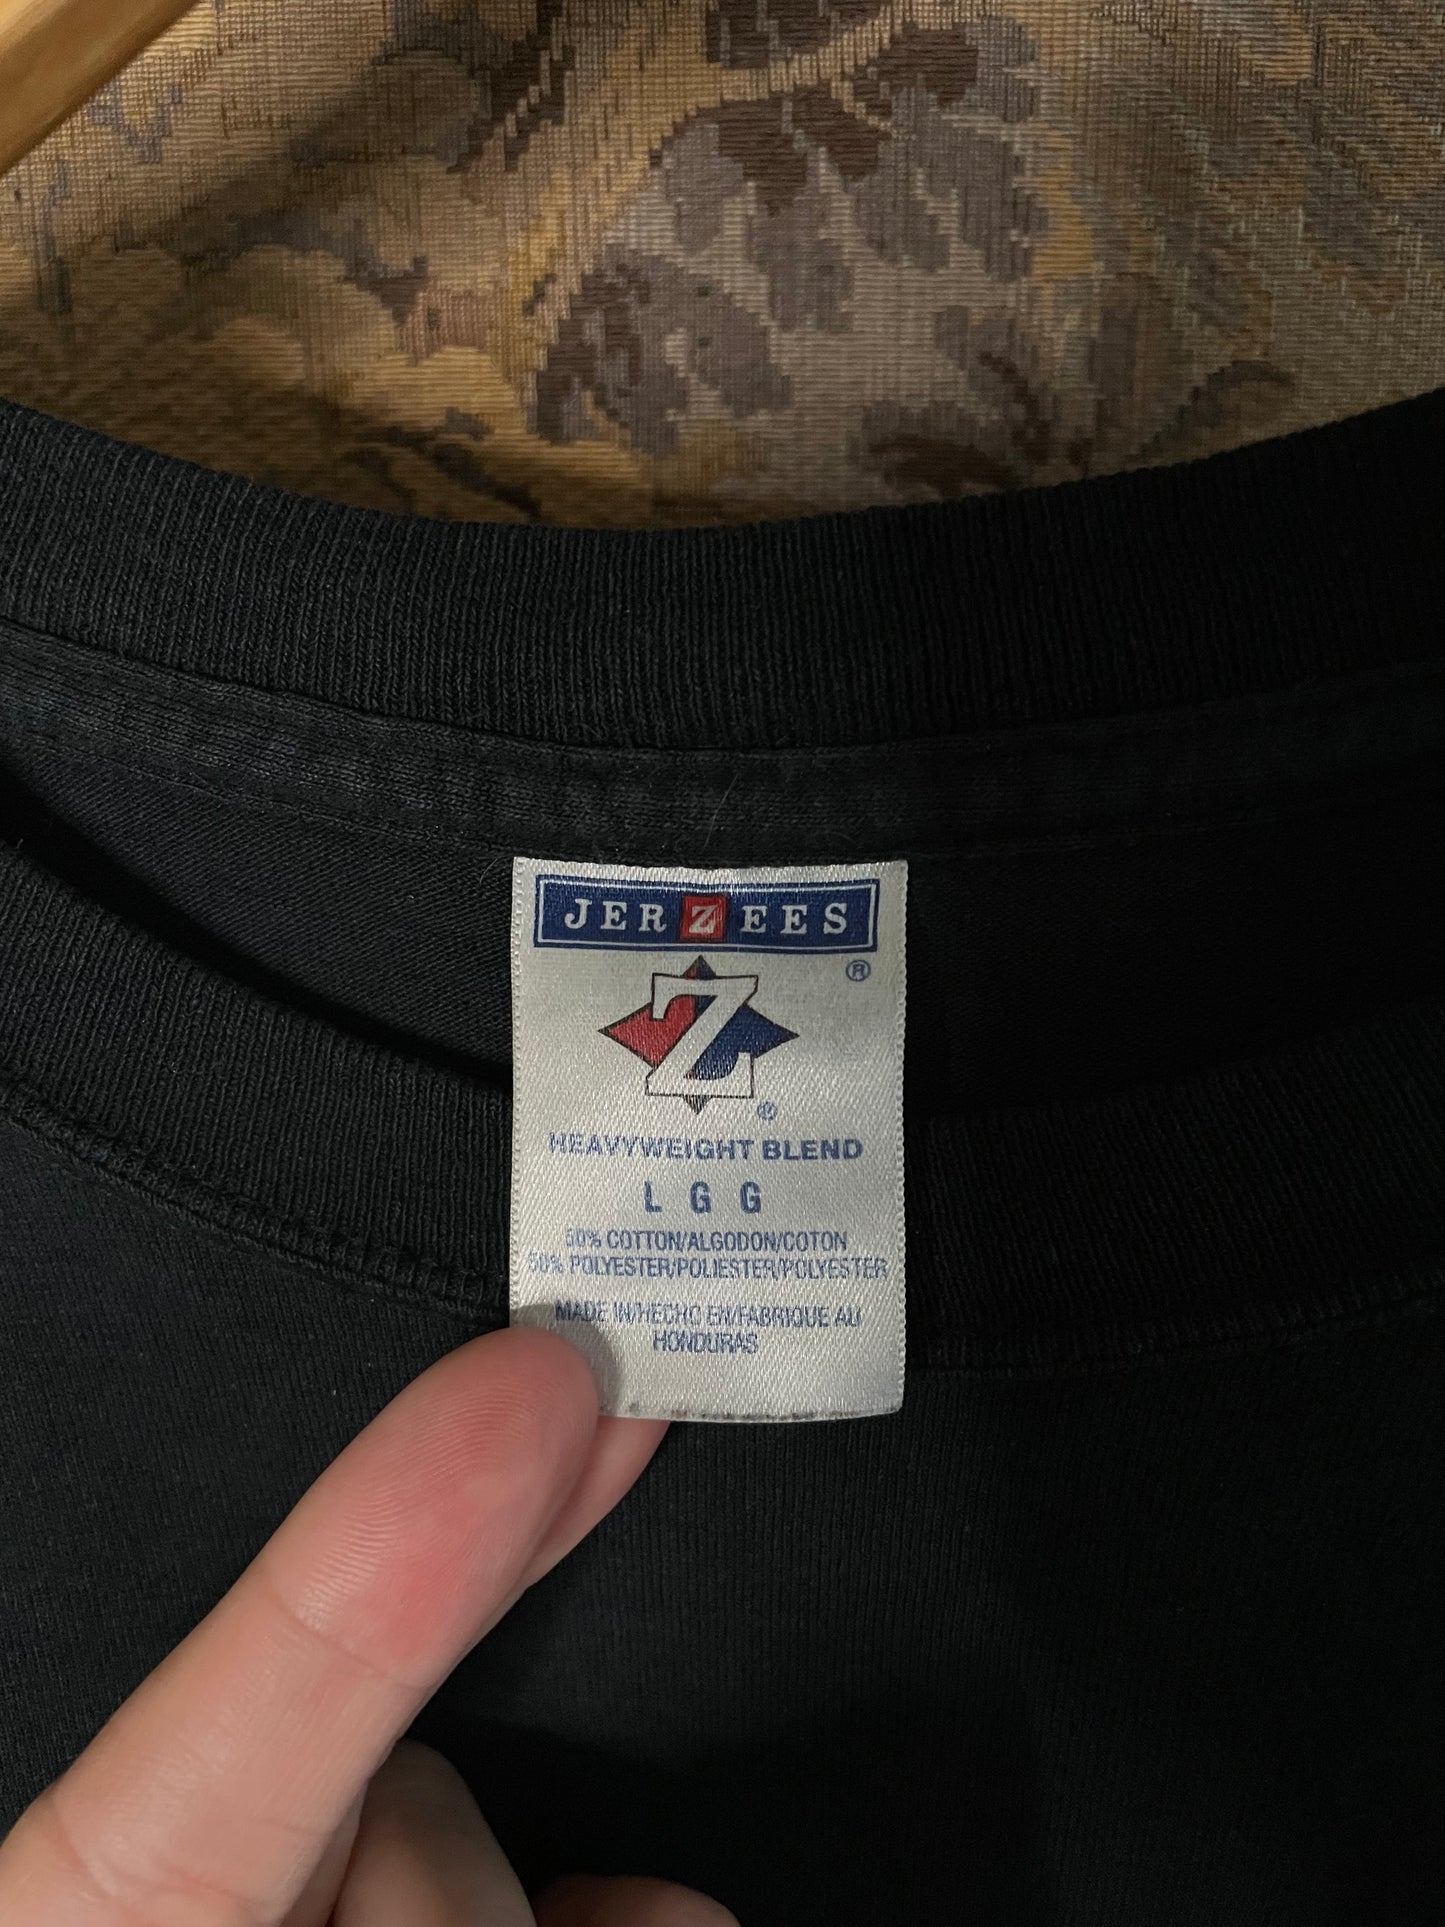 JERZEES
®
Z
®
HEAVYWEIGHT BLEND
L G G
50% COTTON/ALGODON/COTON
50% POLYESTER/POLIESTER/POLYESTER
MADE IN/HECHO EN/FABRIQUE AU
HONDURAS